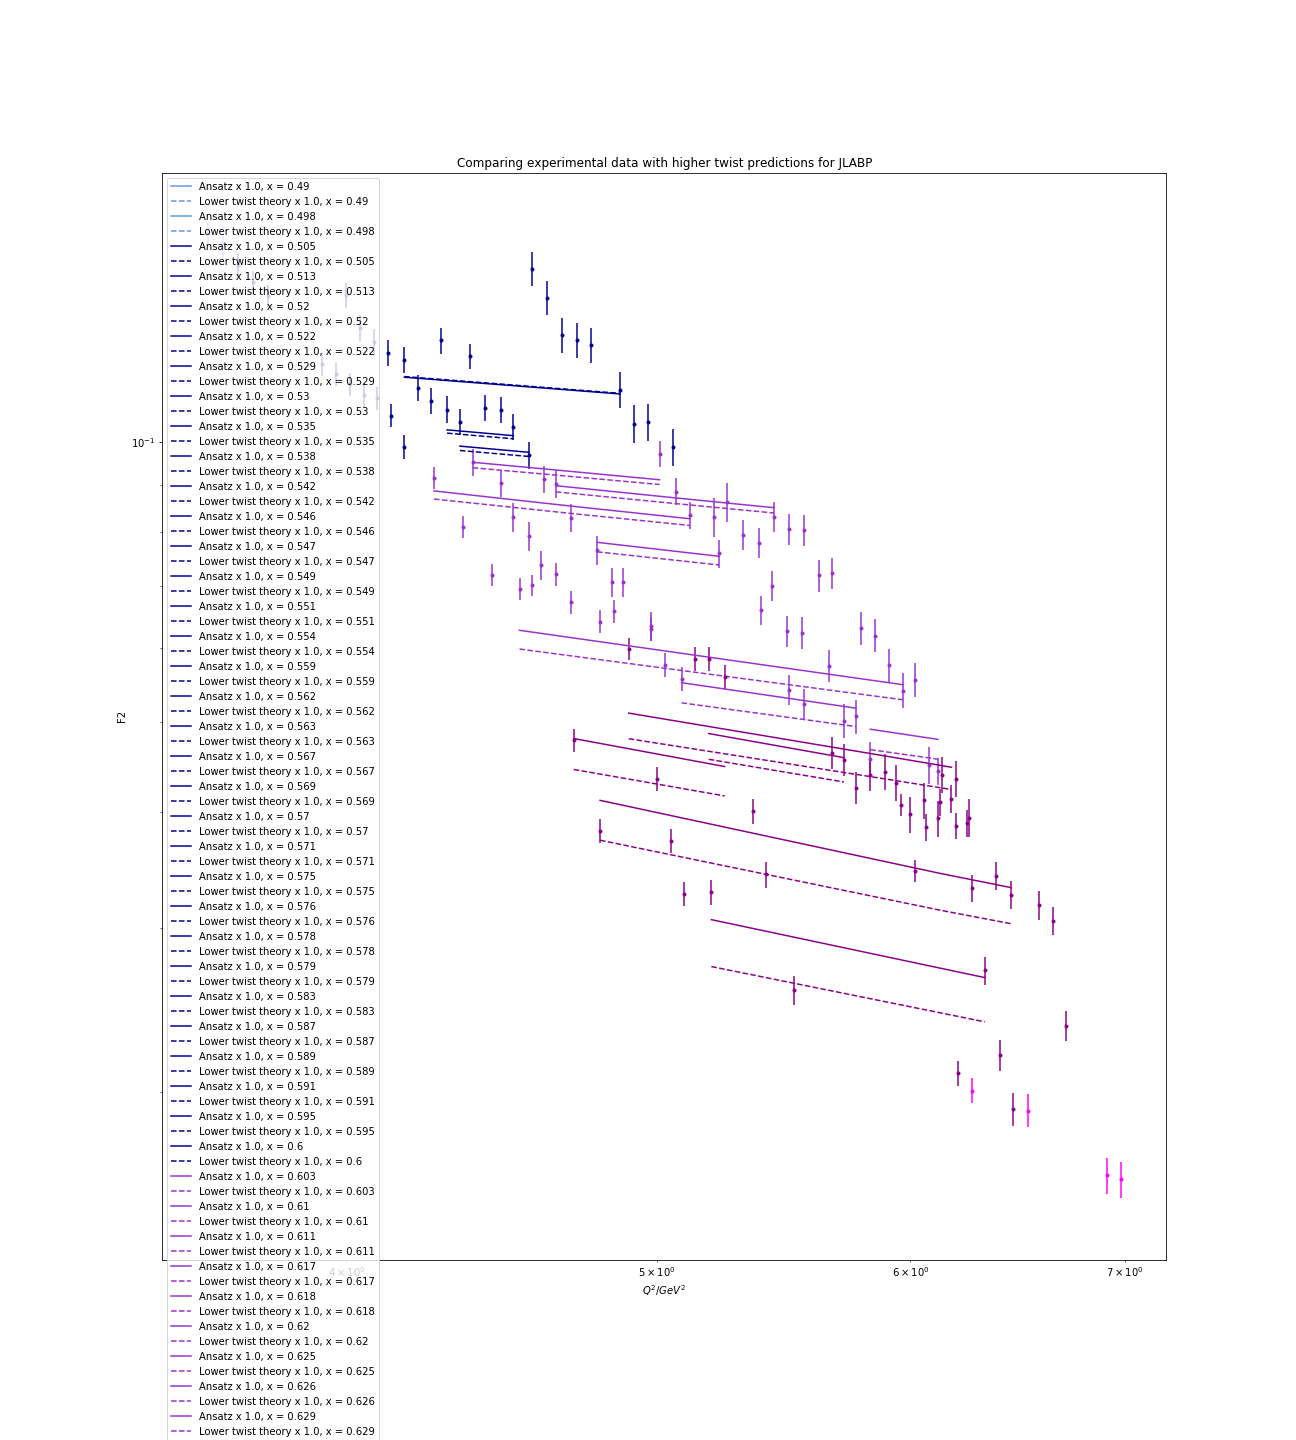 Comparing experimental data with higher twist predictions for JLABP
Ansatz x 1.0, x = 0.49
Lower twist theory x 1.0, x = 0.49
Ansatz x 1.0, x = 0.498
Lower twist theory x 1.0, x = 0.498
Ansatz x 1.0, x = 0.505
Lower twist theory x 1.0, x = 0.505
Ansatz x 1.0, x = 0.513
Lower twist theory x 1.0, x = 0.513
Ansatz x 1.0, x = 0.52
Lower twist theory x 1.0, x = 0.52
Ansatz x 1.0, x = 0.522
Lower twist theory x 1.0, x = 0.522
Ansatz x 1.0, x = 0.529
Lower twist theory x 1.0, x = 0.529
Ansatz x 1.0, x = 0.53
Lower twist theory x 1.0, x = 0.53
Ansatz x 1.0, x = 0.535
Lower twist theory x 1.0, x = 0.535
Ansatz x 1.0, x = 0.538
Lower twist theory x 1.0, x = 0.538
Ansatz x 1.0, x = 0.542
Lower twist theory x 1.0, x = 0.542
Ansatz x 1.0, x = 0.546
Lower twist theory x 1.0, x = 0.546
Ansatz x 1.0, x = 0.547
Lower twist theory x 1.0, x = 0.547
Ansatz x 1.0, x = 0.549
Lower twist theory x 1.0, x = 0.549
Ansatz x 1.0, x = 0.551
Lower twist theory x 1.0, x = 0.551
Ansatz x 1.0, x = 0.554
Lower twist theory x 1.0, x = 0.554
Ansatz x 1.0, x = 0.559
Lower twist theory x 1.0, x = 0.559
Ansatz x 1.0, x = 0.562
Lower twist theory x 1.0, x = 0.562
Ansatz x 1.0, x = 0.563
Lower twist theory x 1.0, x = 0.563
Ansatz x 1.0, x = 0.567
Lower twist theory x 1.0, x = 0.567
Ansatz x 1.0, x = 0.569
Lower twist theory x 1.0, x = 0.569
Ansatz x 1.0, x = 0.57
Lower twist theory x 1.0, x = 0.57
Ansatz x 1.0, x = 0.571
Lower twist theory x 1.0, x = 0.571
Ansatz x 1.0, x = 0.575
Lower twist theory x 1.0, x = 0.575
Ansatz x 1.0, x = 0.576
Lower twist theory x 1.0, x = 0.576
Ansatz x 1.0, x = 0.578
Lower twist theory x 1.0, x = 0.578
Ansatz x 1.0, x = 0.579
Lower twist theory x 1.0, x = 0.579
Ansatz x 1.0, x = 0.583
Lower twist theory x 1.0, x = 0.583
Ansatz x 1.0, x = 0.587
Lower twist theory x 1.0, x = 0.587
Ansatz x 1.0, x = 0.589
Lower twist theory x 1.0, x = 0.589
Ansatz x 1.0, x = 0.591
Lower twist theory x 1.0, x = 0.591
Ansatz x 1.0, x = 0.595
Lower twist theory x 1.0, x = 0.595
Ansatz x 1.0, x = 0.6
Lower twist theory x 1.0, x = 0.6
Ansatz x 1.0, x = 0.603
Lower twist theory x 1.0, x = 0.603
Ansatz x 1.0, x = 0.61
Lower twist theory x 1.0, x = 0.61
Ansatz x 1.0, x = 0.611
Lower twist theory x 1.0, x = 0.611
Ansatz x 1.0, x = 0.617
Lower twist theory x 1.0, x = 0.617
Ansatz x 1.0, x = 0.618
Lower twist theory x 1.0, x = 0.618
Ansatz x 1.0, x = 0.62
Lower twist theory x 1.0, x = 0.62
Ansatz x 1.0, x = 0.625
Lower twist theory x 1.0, x = 0.625
Ansatz x 1.0, x = 0.626
Lower twist theory x 1.0, x = 0.626
Ansatz x 1.0, x = 0.629
Lower twist theory x 1.0, x = 0.629
10⁻¹
F2
4 × 10⁰
5 × 10⁰
6 × 10⁰
7 × 10⁰
Q²/GeV²